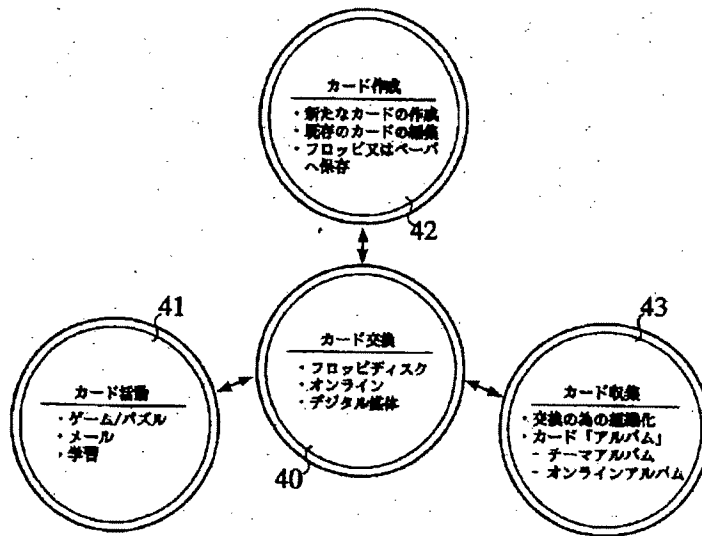 カード作成
・新たなカードの作成
・既存のカードの編集
・フロッピ又はペーパ
へ保存
42
41
カード活動
・ゲーム/パズル
・メール
・学習
カード交換
・フロッピディスク
・オンライン
・デジタル媒体
40
43
カード収集
・交換の為の組織化
・カード「アルバム」
- テーマアルバム
- オンラインアルバム